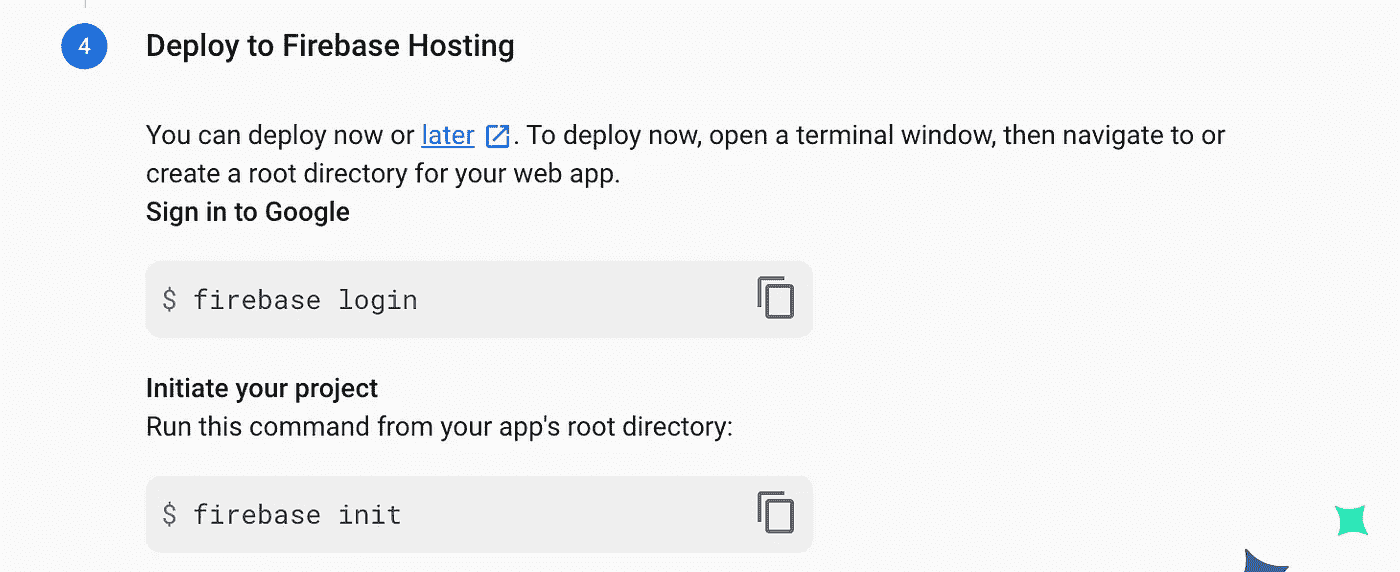 4
Deploy to Firebase Hosting
You can deploy now or later. To deploy now, open a terminal window, then navigate to or
create a root directory for your web app.
Sign in to Google
$ firebase login
Initiate your project
Run this command from your app's root directory:
$ firebase init